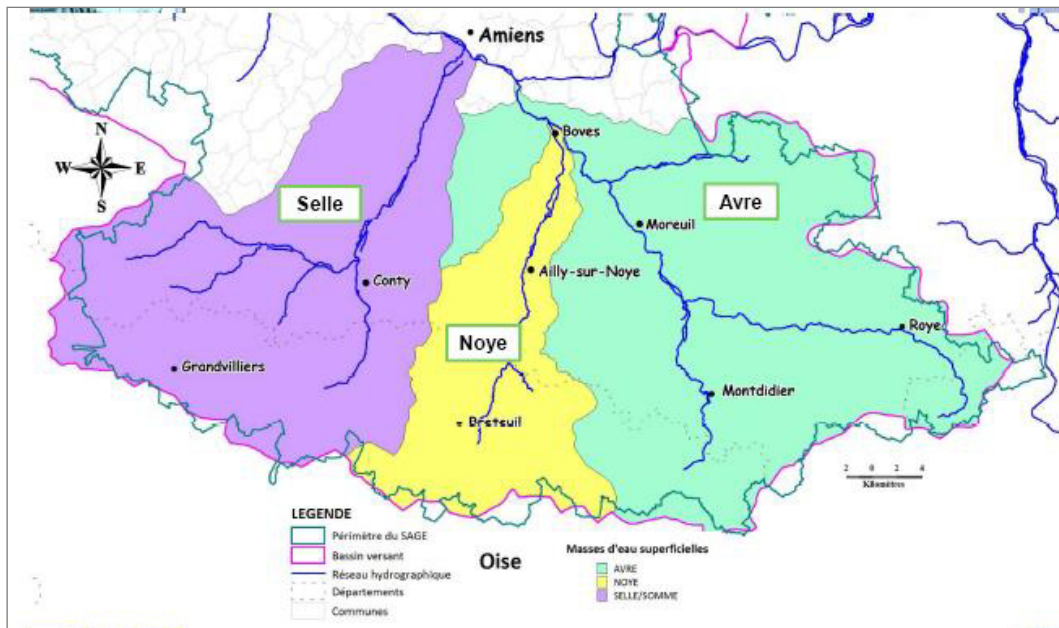 Amiens
N
W E
S
Boves
Selle
Avre
Moreuil
Ailly-sur-Noye
Conty
Roye
Noye
Grandvilliers
Montdidier
Breteuil
2 0 2 4
Kilomètres
LEGENDE
Périmètre du SAGE
Bassin versant
Réseau hydrographique
Départements
Communes
Oise
Masses d'eau superficielles
AVRE
NOYE
SELLE/SOMME